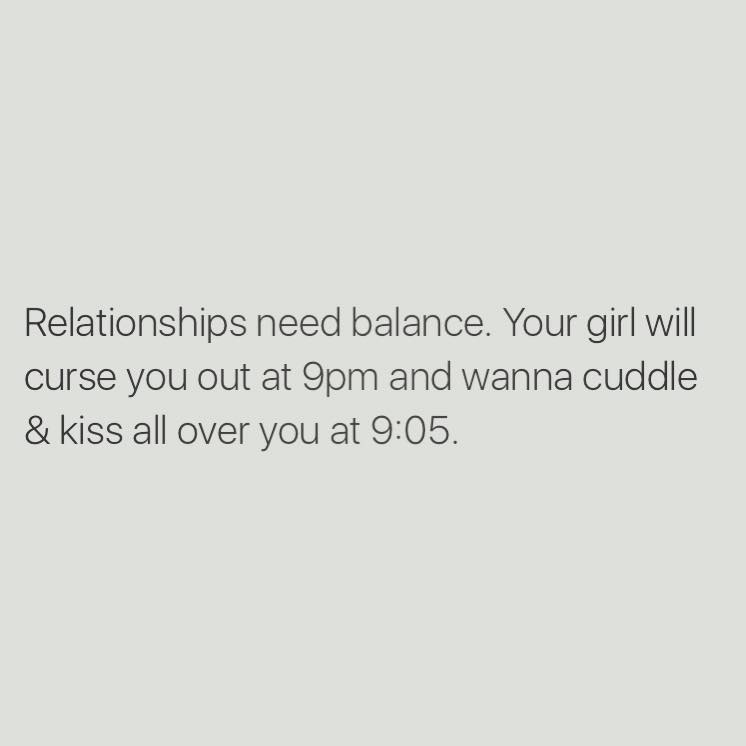 Relationships need balance. Your girl will
curse you out at 9pm and wanna cuddle
& kiss all over you at 9:05.